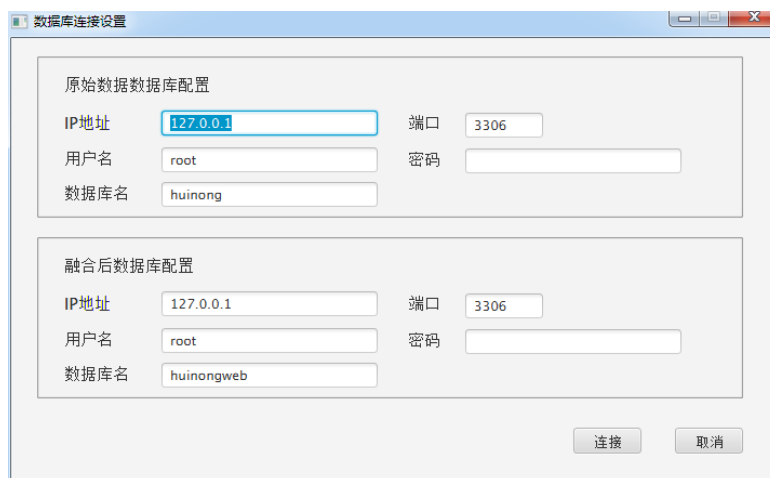 数据库连接设置
原始数据数据库配置
IP地址 127.0.0.1 端口 3306
用户名 root 密码
数据库名 huinong
融合后数据库配置
IP地址 127.0.0.1 端口 3306
用户名 root 密码
数据库名 huinongweb
连接 取消